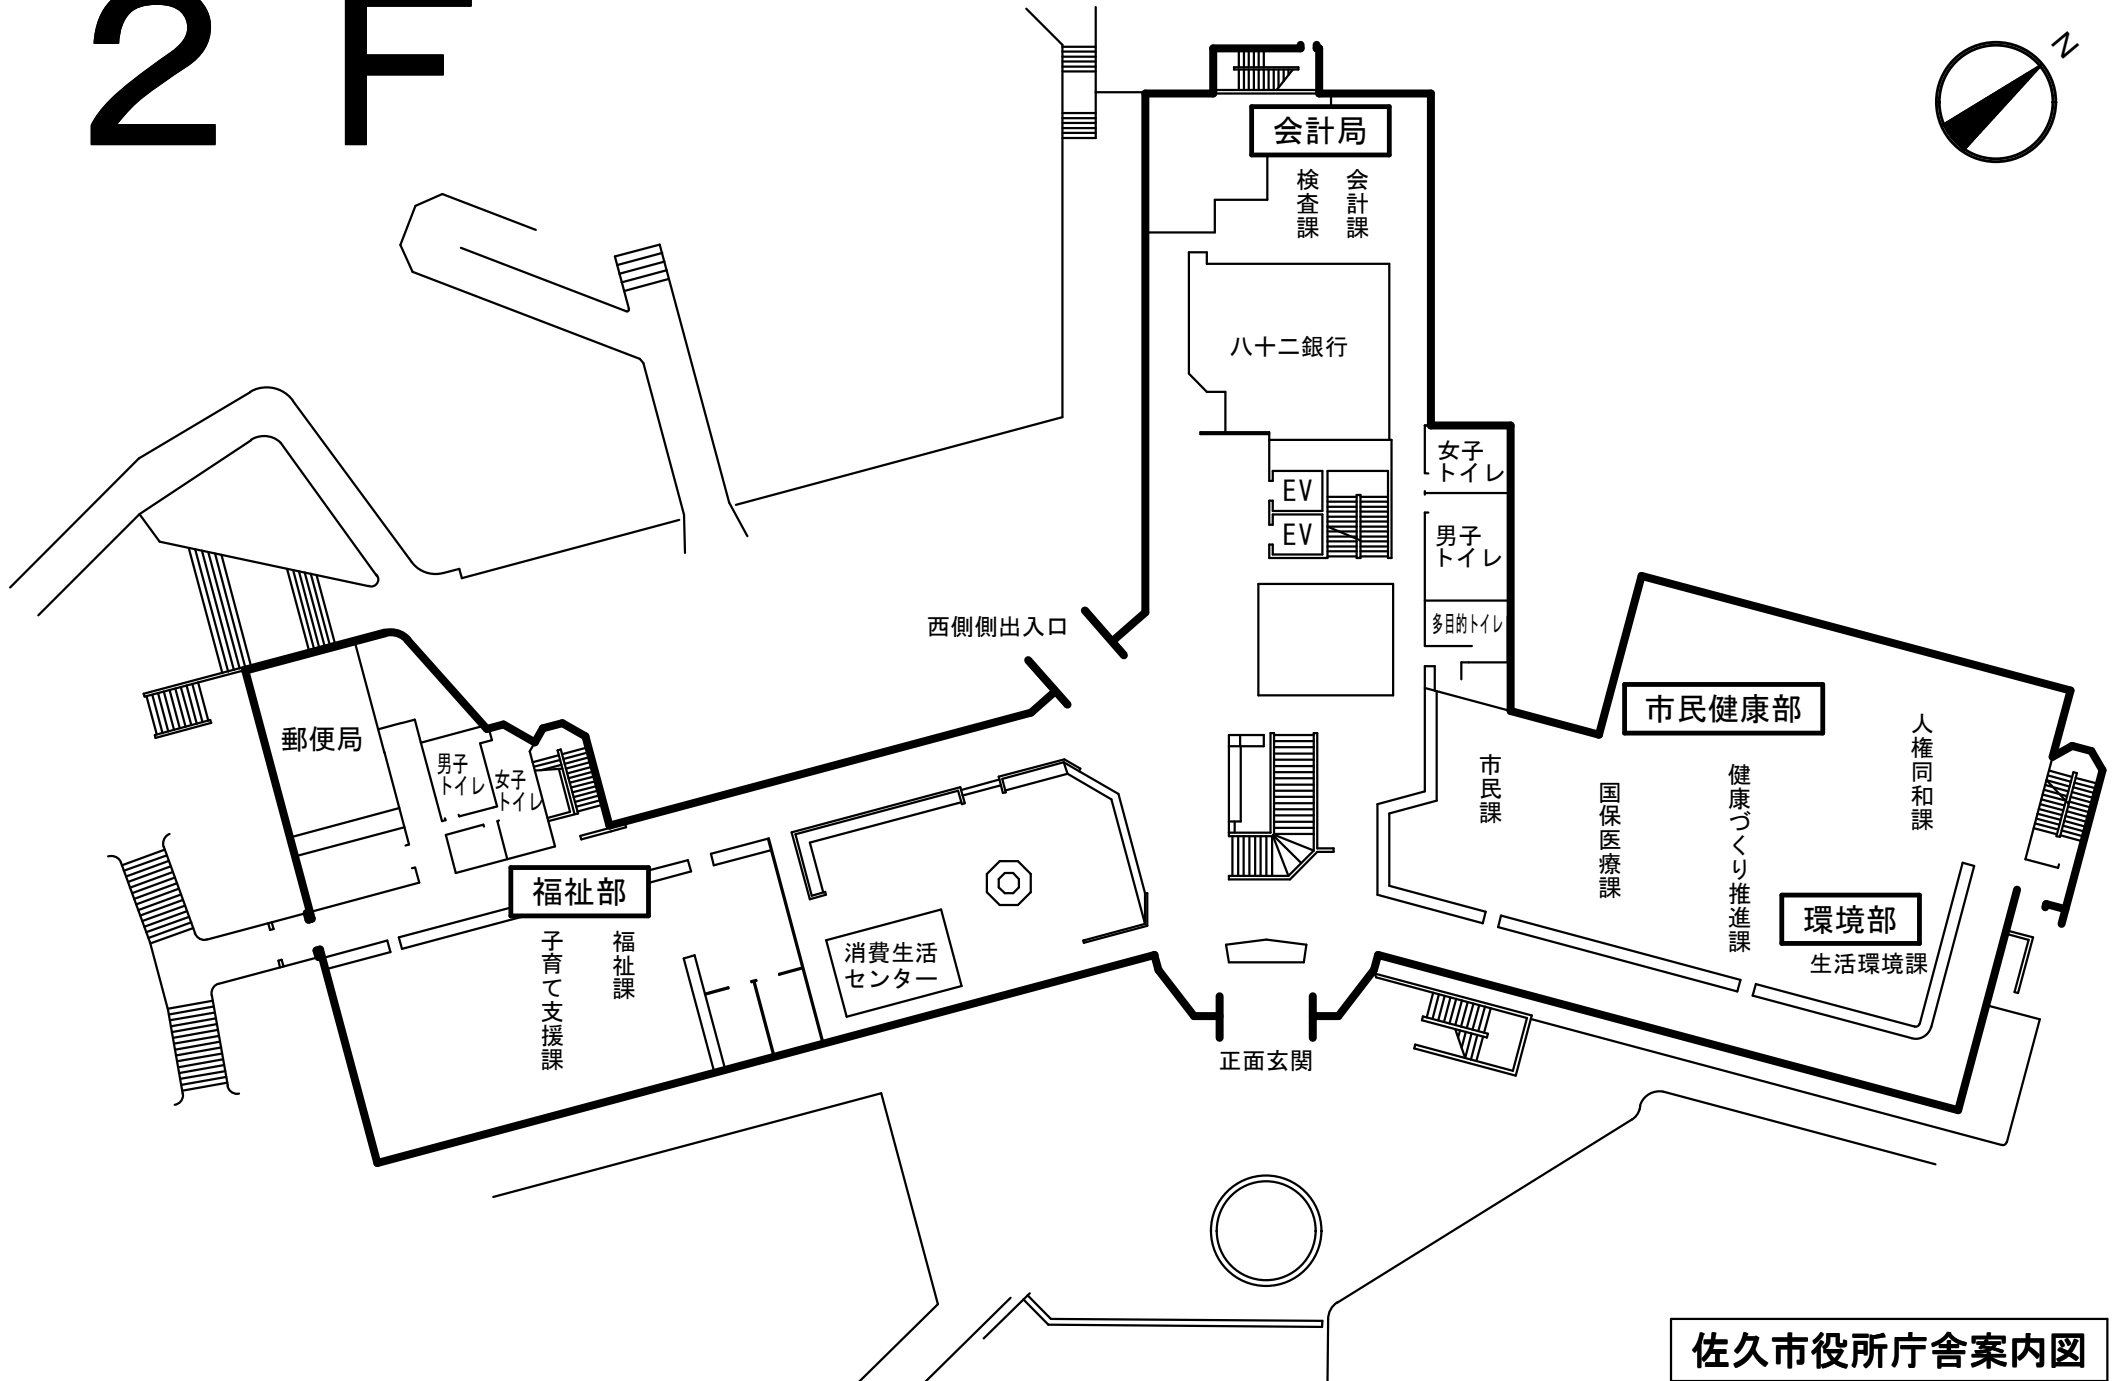 ２Ｆ
N
会計局
会計課
検査課
八十二銀行
女子
トイレ
EV
EV
男子
トイレ
多目的トイレ
西側側出入口
市民健康部
市民課
国保医療課
健康づくり推進課
人権同和課
環境部
生活環境課
郵便局
男子
トイレ
女子
トイレ
福祉部
福祉課
子育て支援課
消費生活
センター
正面玄関
佐久市役所庁舎案内図